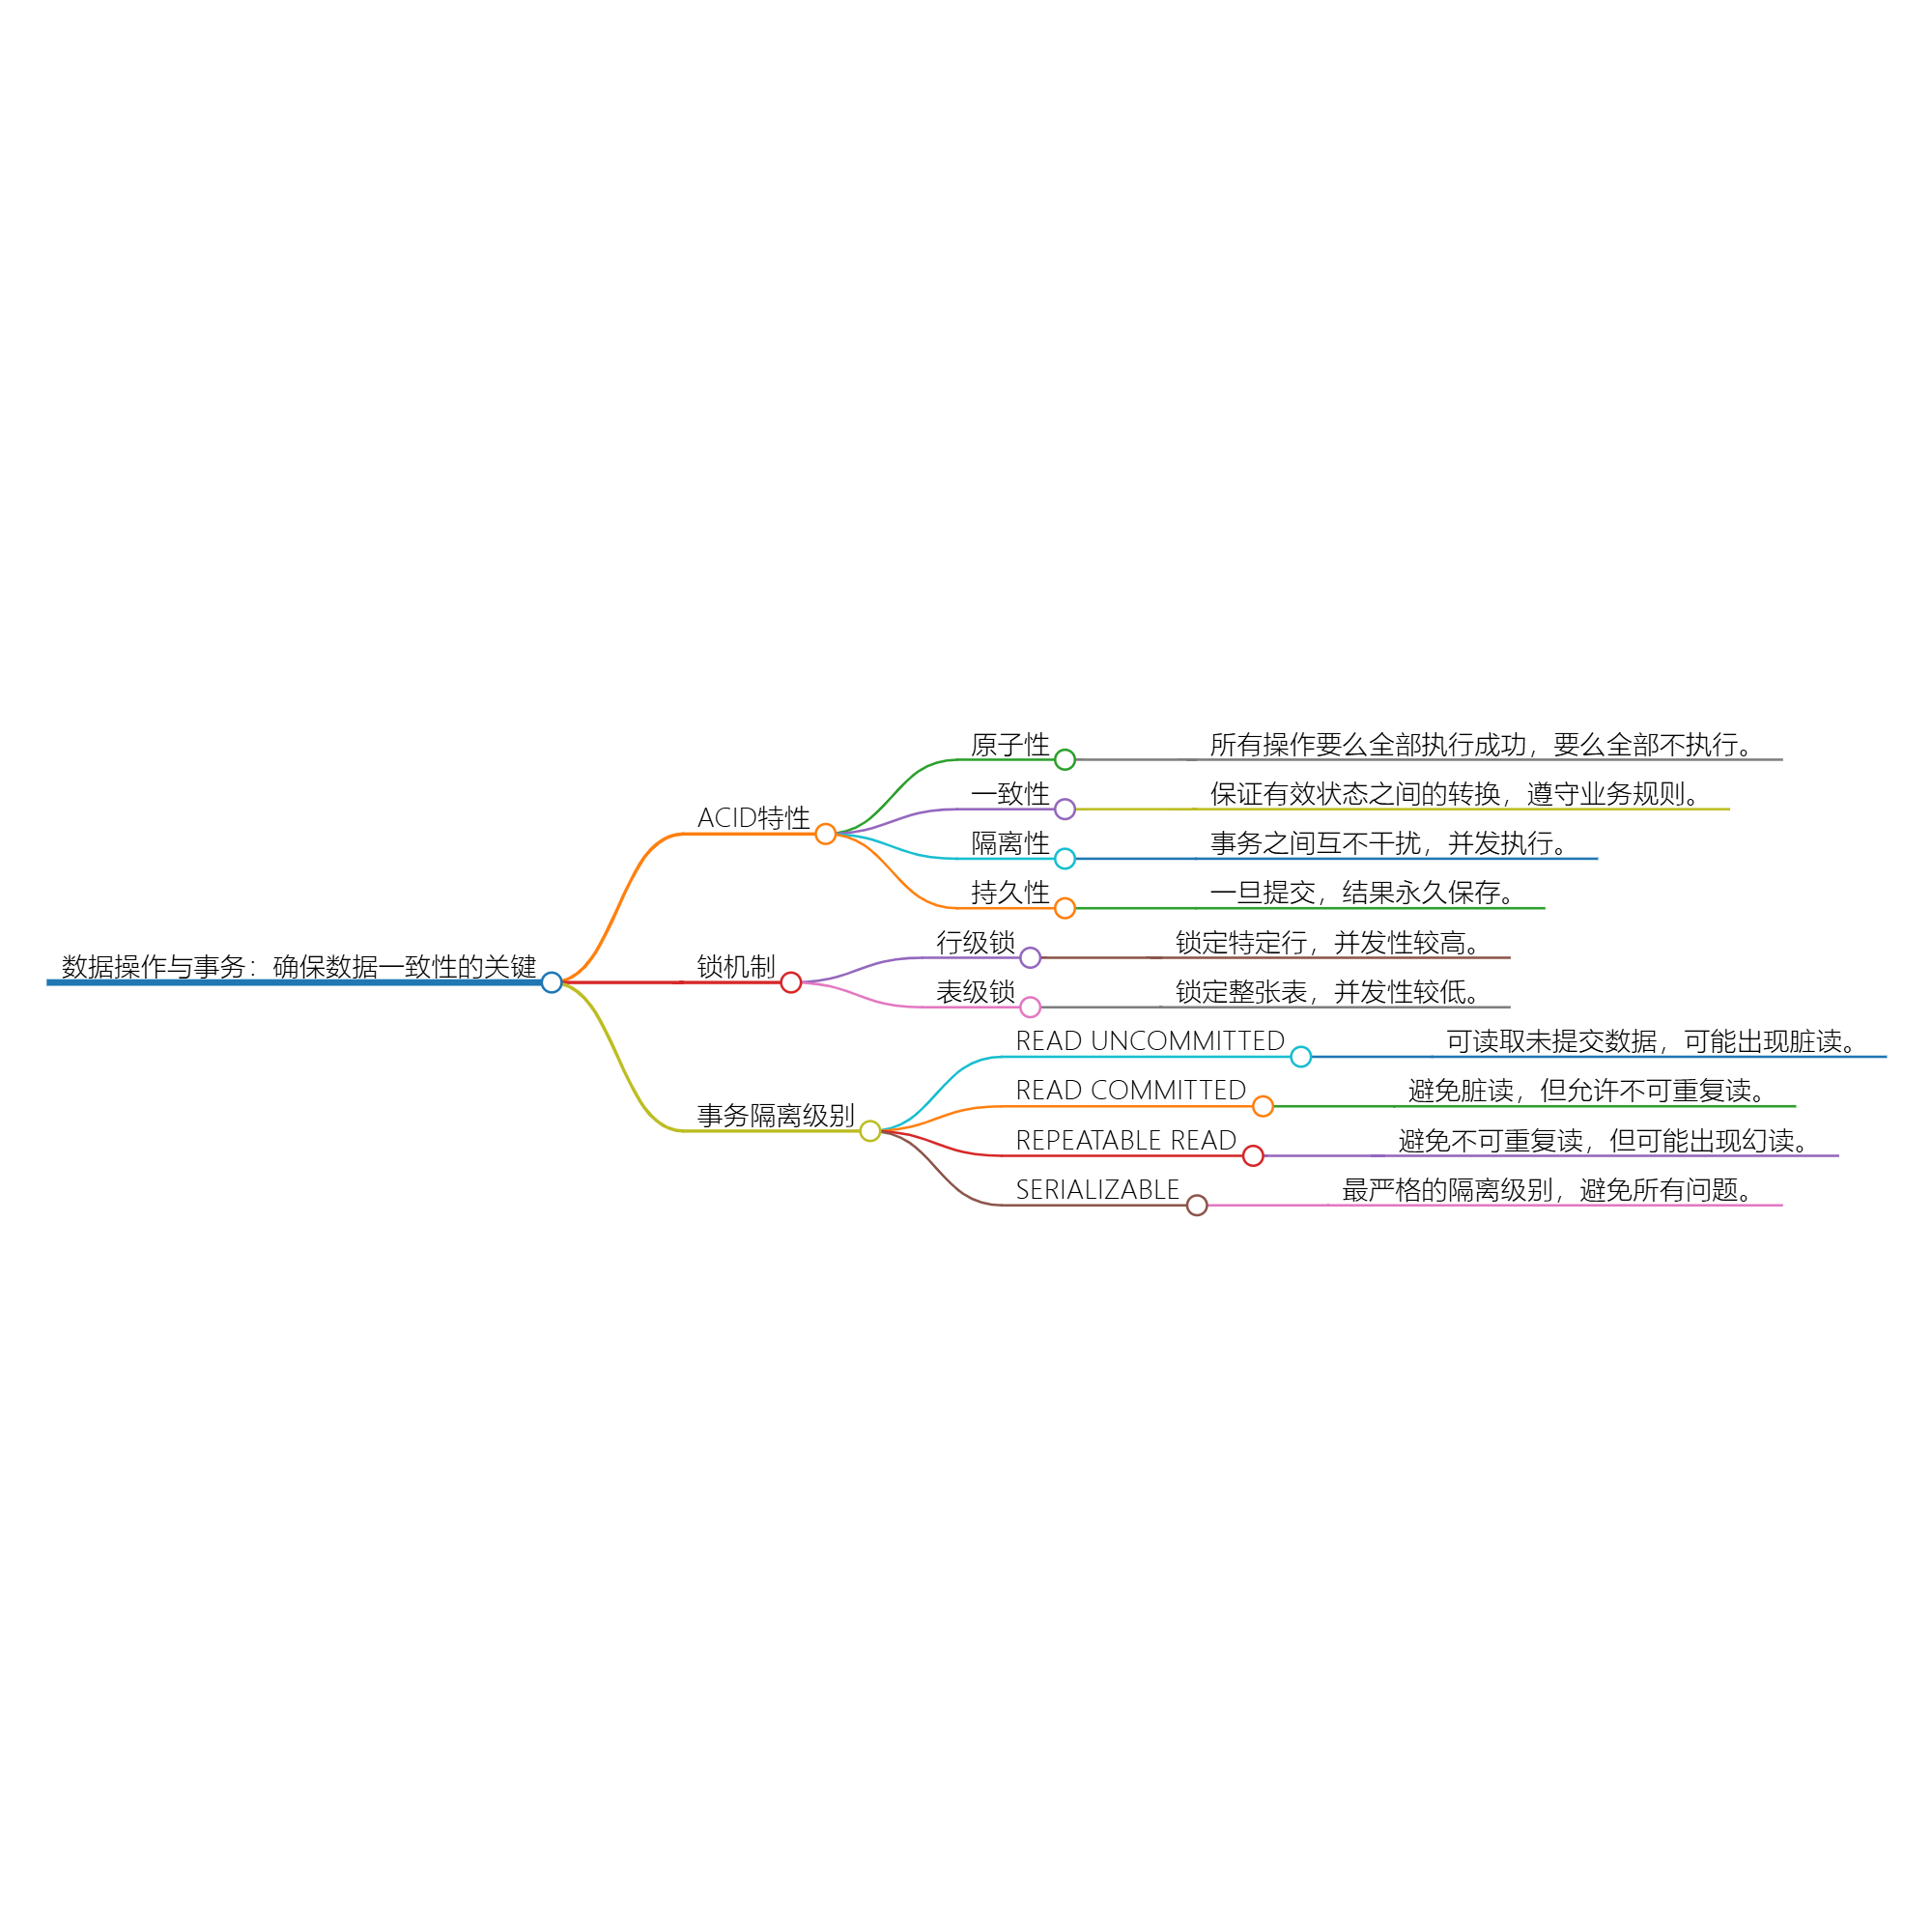 数据操作与事务：确保数据一致性的关键
ACID特性
原子性
所有操作要么全部执行成功，要么全部不执行。
一致性
保证有效状态之间的转换，遵守业务规则。
隔离性
事务之间互不干扰，并发执行。
持久性
一旦提交，结果永久保存。
锁机制
行级锁
锁定特定行，并发性较高。
表级锁
锁定整张表，并发性较低。
事务隔离级别
READ UNCOMMITTED
可读取未提交数据，可能出现脏读。
READ COMMITTED
避免脏读，但允许不可重复读。
REPEATABLE READ
避免不可重复读，但可能出现幻读。
SERIALIZABLE
最严格的隔离级别，避免所有问题。